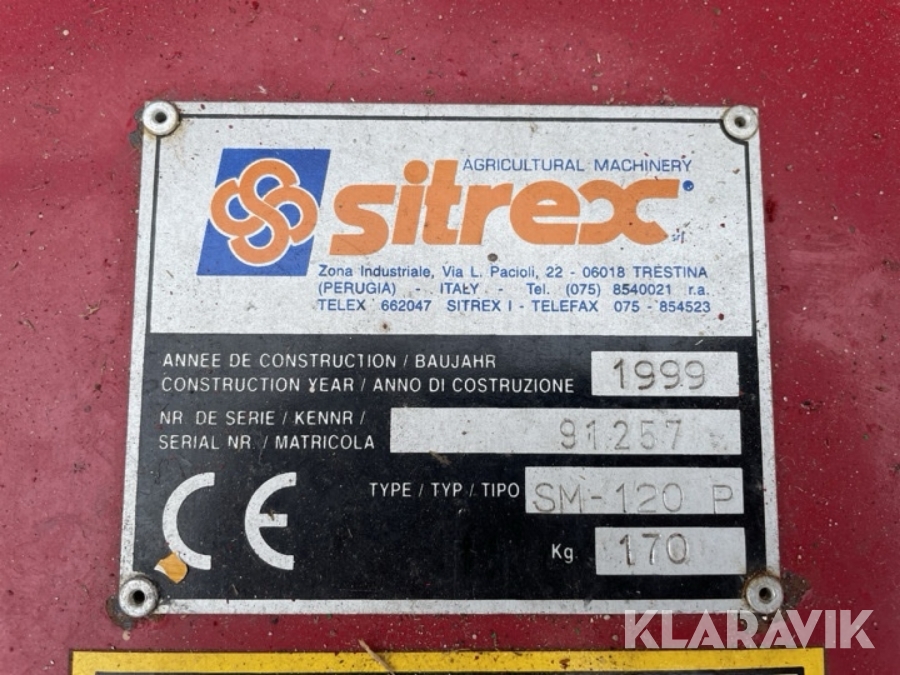 AGRICULTURAL MACHINERY
sitrex
Zona Industriale, Via L. Pacioli, 22 - 06018 TRESTINA
(PERUGIA) - ITALY - Tel. (075) 8540021 r.a.
TELEX 662047 SITREX I - TELEFAX 075 - 854523
ANNEE DE CONSTRUCTION / BAUJAHR
CONSTRUCTION YEAR / ANNO DI COSTRUZIONE 1999
NR. DE SERIE / KENNR /
SERIAL NR. / MATRICOLA 91257
TYPE / TYP / TIPO SM-120 P
CE
Kg 170
KLARAVIK